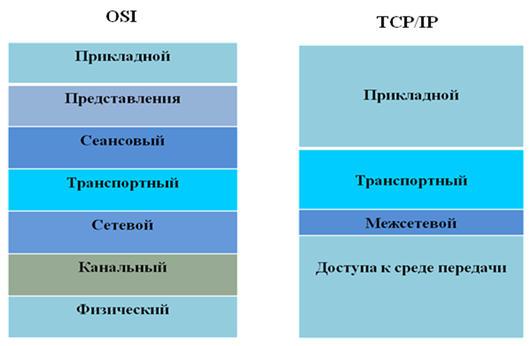 OSI
Прикладной
Представления
Сеансовый
Транспортный
Сетевой
Канальный
Физический
TCP/IP
Прикладной
Транспортный
Межсетевой
Доступа к среде передачи